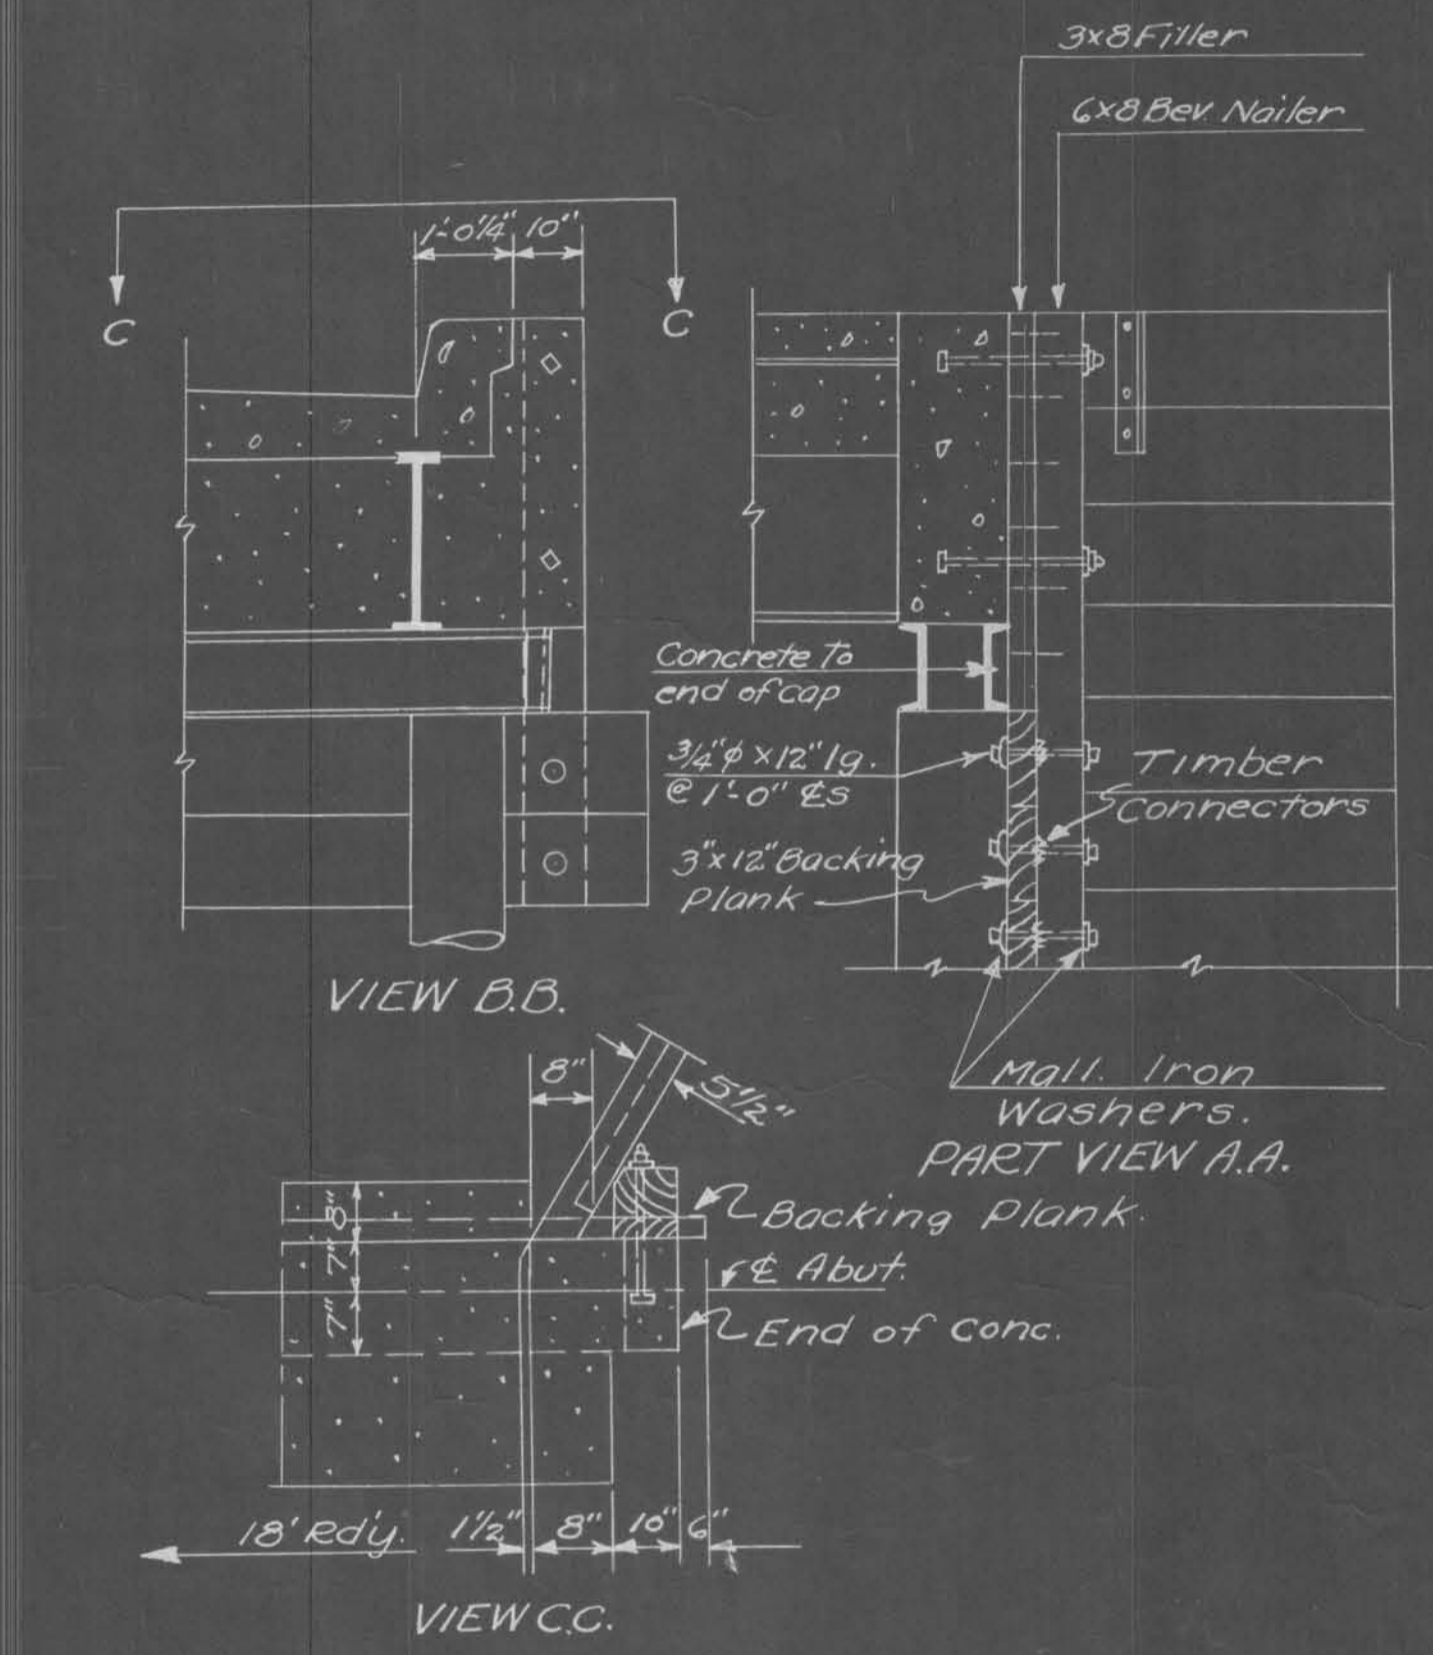 3x8 Filler
6x8 Bev. Nailer
1'-0¼" 10"
C C
Concrete to
end of cap
3/4"φ x 12" lg.
@ 1'-0" ℄s
3"x12" Backing
Plank
Timber
Connectors
VIEW B.B.
Mall. Iron
Washers.
PART VIEW A.A.
8"
5½"
8"
7"
7"
Backing Plank.
℄ Abut.
End of Conc.
18' Rd'y. 1½" 8" 10" 6"
VIEW C.C.